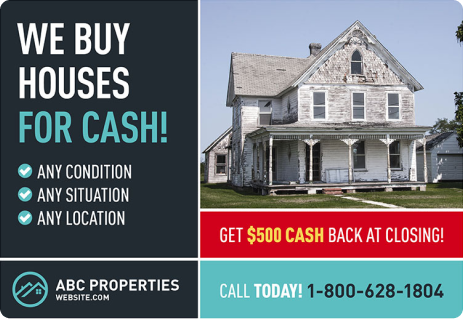 WE BUY
HOUSES
FOR CASH!
ANY CONDITION
ANY SITUATION
ANY LOCATION
GET $500 CASH BACK AT CLOSING!
ABC PROPERTIES
WEBSITE.COM
CALL TODAY! 1-800-628-1804